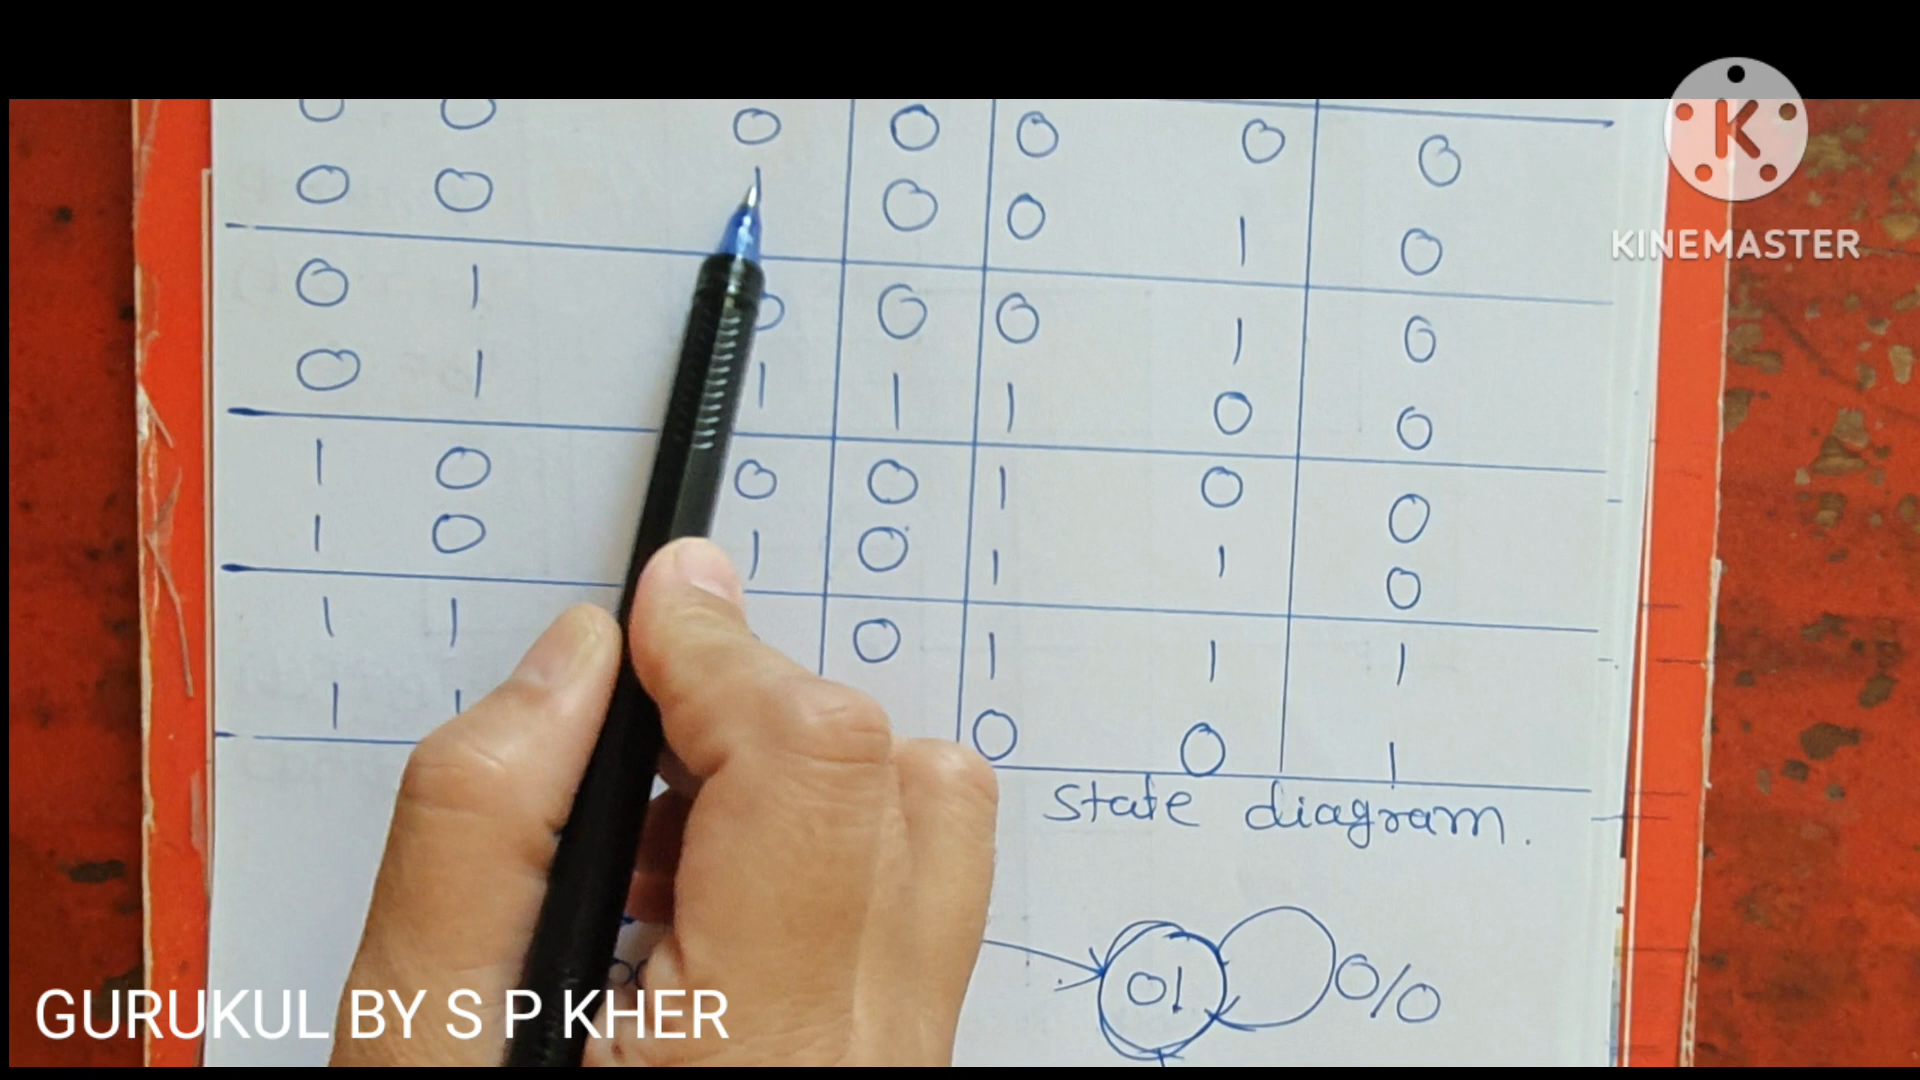 K
KINEMASTER
0 0 0 0 0 0 0
0 0 1 0 0 1 0
0 1 0 0 0 1 0
0 1 1 1 1 0 0
1 0 0 0 1 0 0
1 0 1 0 1 1 0
1 1 0 1 1 1
1 1 0 0 1
State diagram.
01 0/0
GURUKUL BY S P KHER